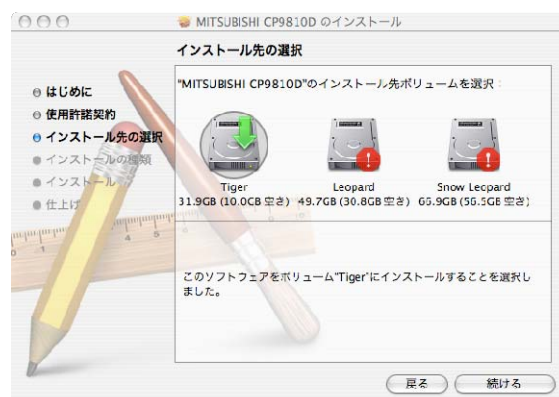 MITSUBISHI CP9810D のインストール
インストール先の選択
はじめに
使用許諾契約
インストール先の選択
インストールの種類
インストール
仕上げ
"MITSUBISHI CP9810D"のインストール先ボリュームを選択：
Tiger
31.9GB (10.0GB 空き)
Leopard
49.7GB (30.8GB 空き)
Snow Leopard
66.9GB (56.5GB 空き)
このソフトウェアをボリューム"Tiger"にインストールすることを選択し
ました。
戻る
続ける